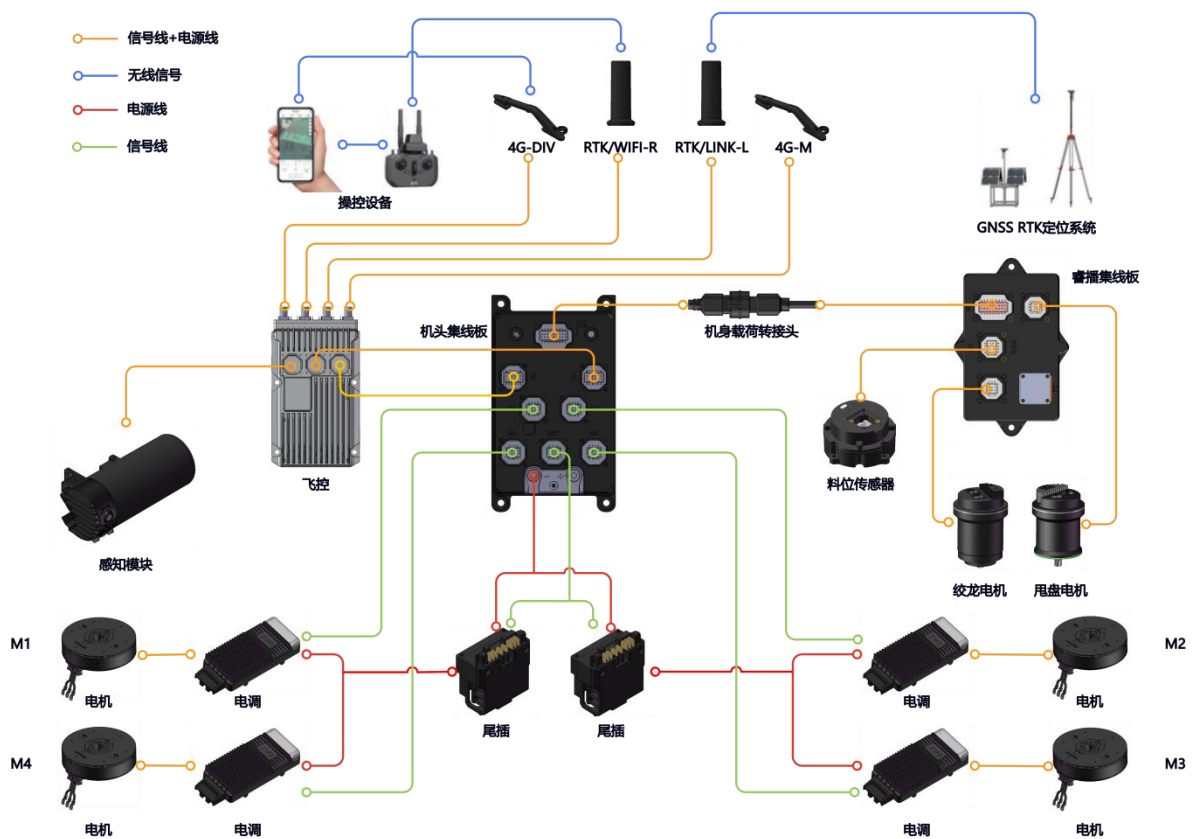 信号线+电源线
无线信号
电源线
信号线
4G-DIV
RTK/WIFI-R
RTK/LINK-L
4G-M
操控设备
GNSS RTK定位系统
机头集线板
机身载荷转接头
睿播集线板
飞控
料位传感器
感知模块
绞龙电机
甩盘电机
M1
电机
电调
尾插
尾插
电调
电机
M2
M4
电机
电调
电调
电机
M3